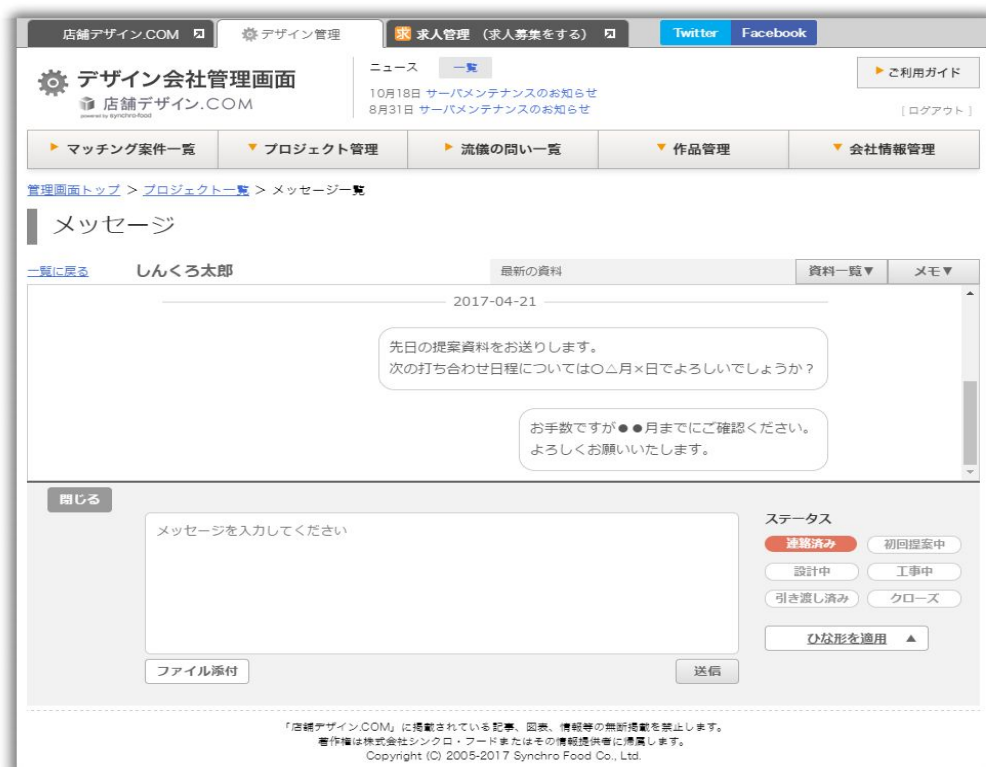 店舗デザイン.COM
デザイン管理
求 求人管理 (求人募集をする)
Twitter
Facebook
デザイン会社管理画面
店舗デザイン.COM
powered by synchro-food
ニュース 一覧
10月18日 サーバメンテナンスのお知らせ
8月31日 サーバメンテナンスのお知らせ
ご利用ガイド
[ログアウト]
マッチング案件一覧
プロジェクト管理
流儀の問い一覧
作品管理
会社情報管理
管理画面トップ > プロジェクト一覧 > メッセージ一覧
メッセージ
一覧に戻る
しんくろ太郎
最新の資料
資料一覧▼
メモ▼
2017-04-21
先日の提案資料をお送りします。
次の打ち合わせ日程については○△月×日でよろしいでしょうか?
お手数ですが●●月までにご確認ください。
よろしくお願いいたします。
閉じる
メッセージを入力してください
ステータス
連絡済み 初回提案中
設計中 工事中
引き渡し済み クローズ
ひな形を適用 ▲
ファイル添付
送信
「店舗デザイン.COM」に掲載されている記事、図表、情報等の無断掲載を禁止します。
著作権は株式会社シンクロ・フードまたはその情報提供者に帰属します。
Copyright (C) 2005-2017 Synchro Food Co., Ltd.